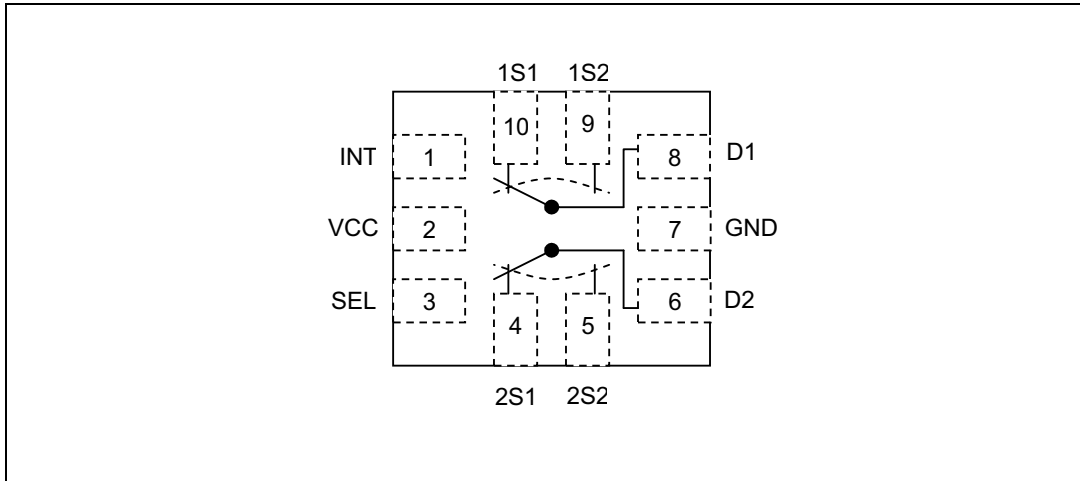 1S1 1S2
10 9
INT 1 8 D1
VCC 2 7 GND
SEL 3 6 D2
4 5
2S1 2S2